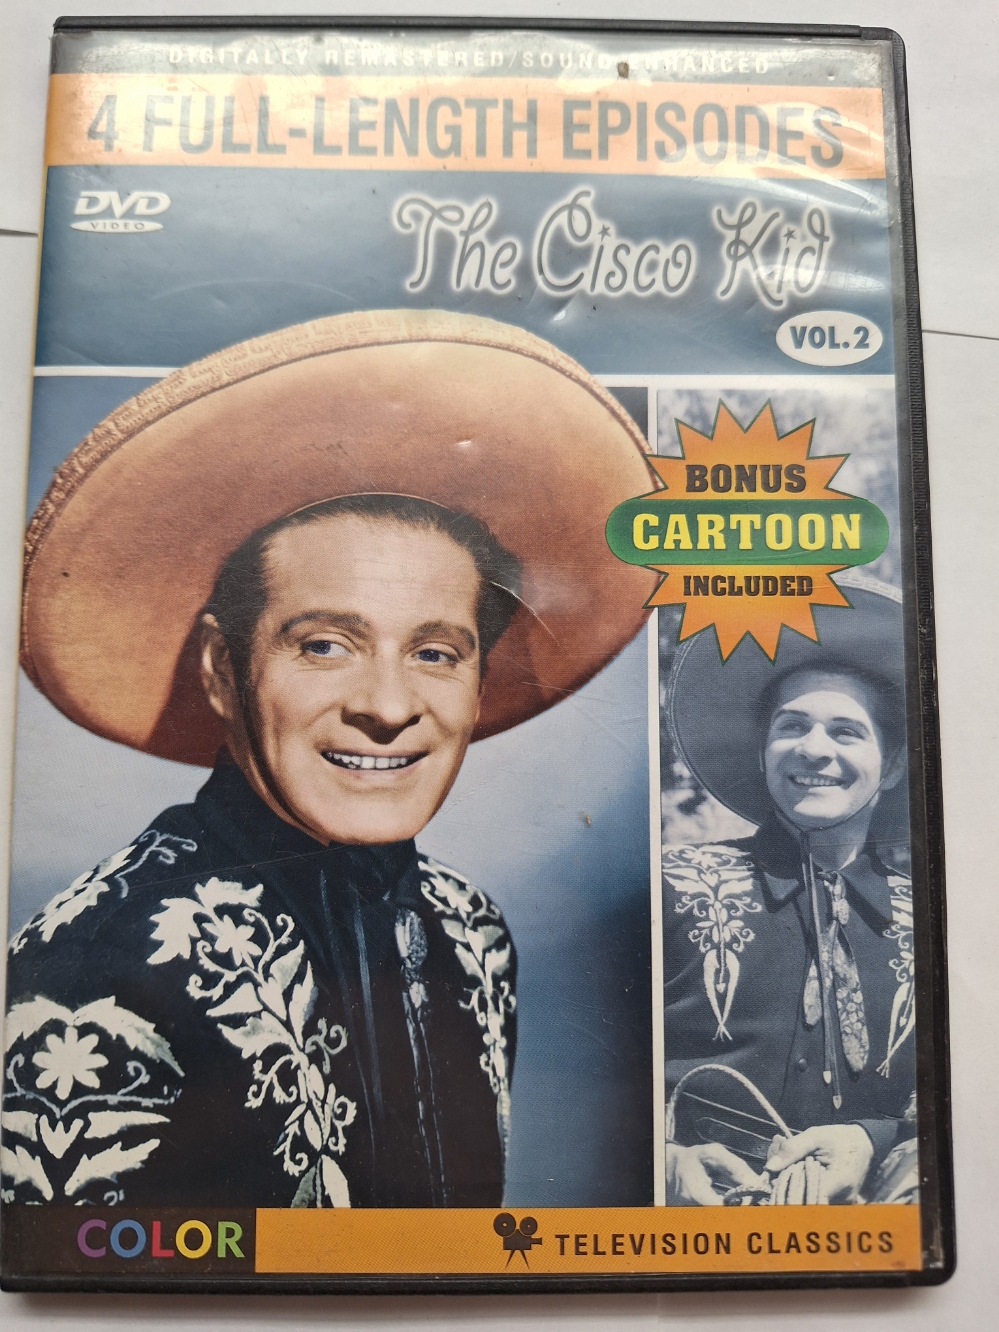 DIGITALLY REMASTERED/SOUND ENHANCED
4 FULL-LENGTH EPISODES
DVD
VIDEO
The Cisco Kid
VOL.2
BONUS
CARTOON
INCLUDED
COLOR
TELEVISION CLASSICS